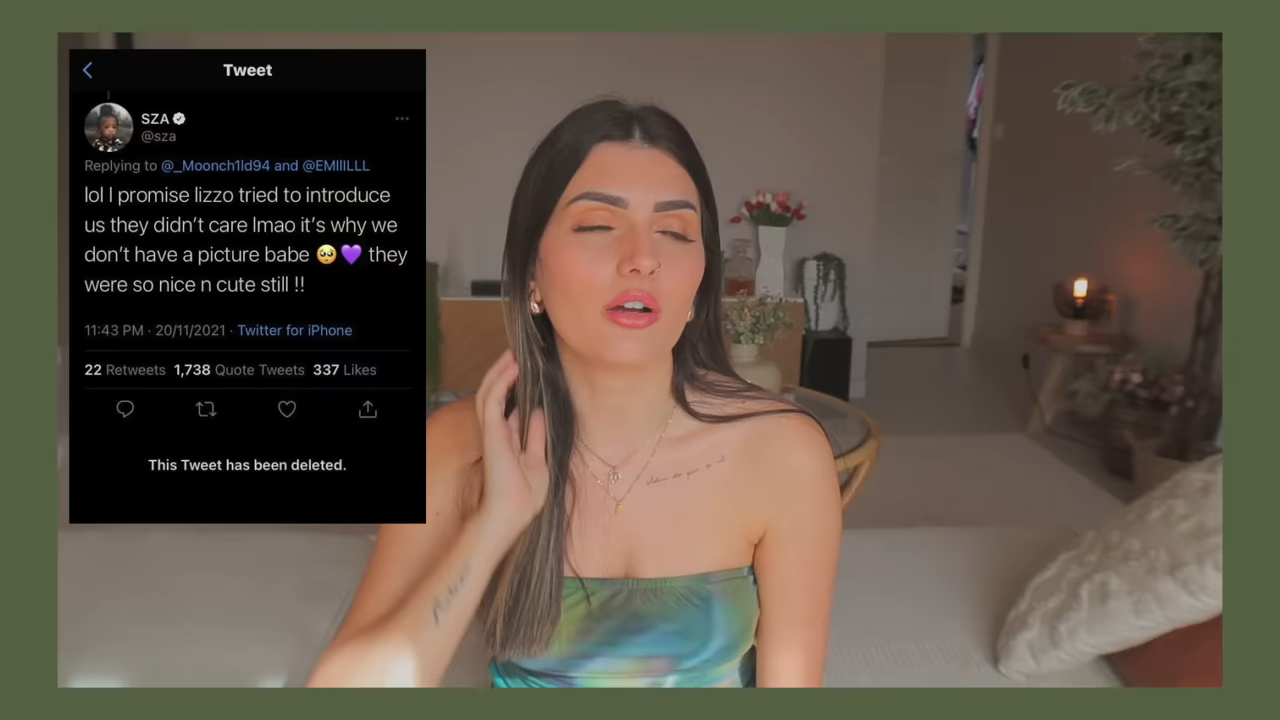 Tweet
SZA
@sza
Replying to @_Moonch1ld94 and @EMIIILLL
lol I promise lizzo tried to introduce
us they didn't care lmao it's why we
don't have a picture babe 🥺💜 they
were so nice n cute still !!
11:43 PM · 20/11/2021 · Twitter for iPhone
22 Retweets 1,738 Quote Tweets 337 Likes
This Tweet has been deleted.